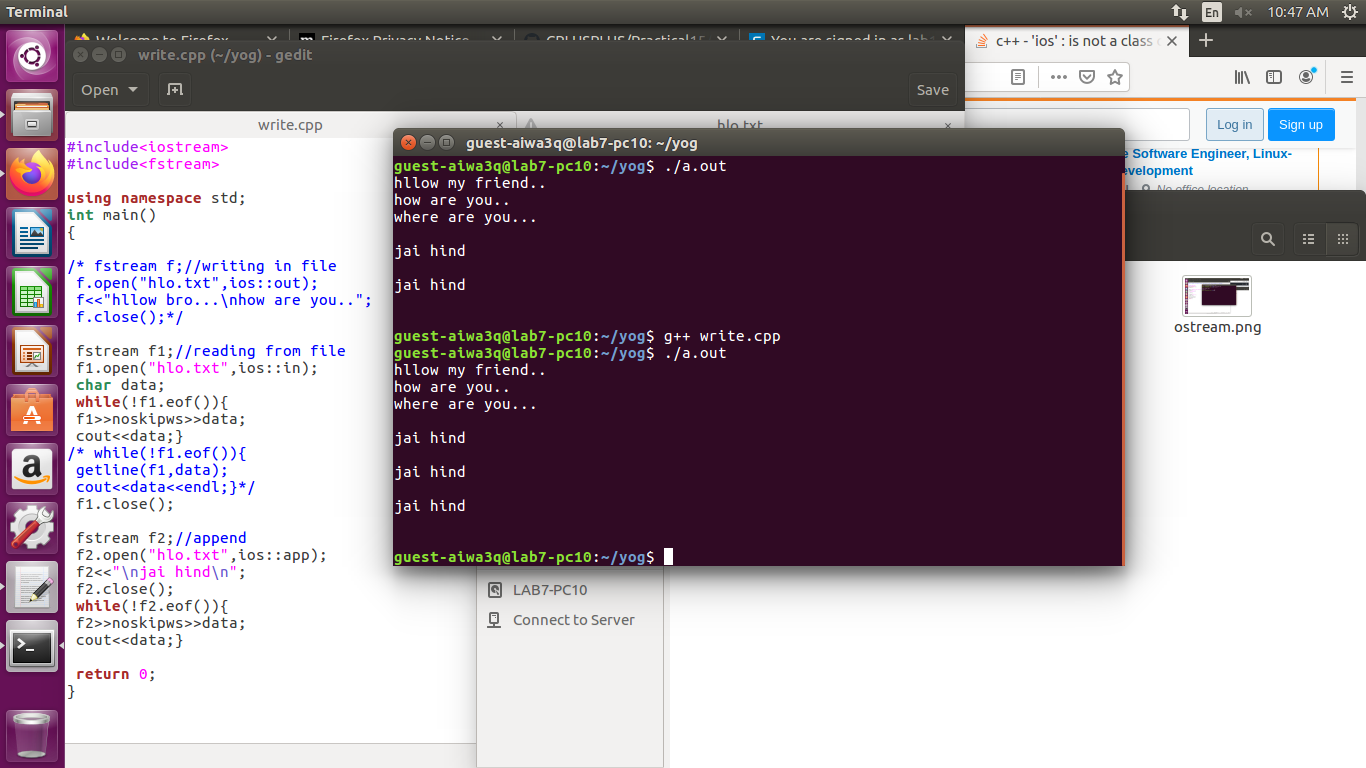 Terminal
En
10:47 AM
Welcome to Firefox
Firefox Privacy Notice
CPLUSPLUS/Practical15
You are signed in as lab
c++ - 'ios' : is not a class
write.cpp (~/yog) - gedit
Open
Save
write.cpp
hlo.txt
Log in
Sign up
e Software Engineer, Linux-
velopment
No office location
#include<iostream>
#include<fstream>
using namespace std;
int main()
{
/* fstream f;//writing in file
f.open("hlo.txt",ios::out);
f<<"hllow bro...\nhow are you..";
f.close();*/
fstream f1;//reading from file
f1.open("hlo.txt",ios::in);
char data;
while(!f1.eof()){
f1>>noskipws>>data;
cout<<data;}
/* while(!f1.eof()){
getline(f1,data);
cout<<data<<endl;}*/
f1.close();
fstream f2;//append
f2.open("hlo.txt",ios::app);
f2<<"\njai hind\n";
f2.close();
while(!f2.eof()){
f2>>noskipws>>data;
cout<<data;}
return 0;
}
guest-aiwa3q@lab7-pc10: ~/yog
guest-aiwa3q@lab7-pc10:~/yog$ ./a.out
hllow my friend..
how are you..
where are you...
jai hind
jai hind
guest-aiwa3q@lab7-pc10:~/yog$ g++ write.cpp
guest-aiwa3q@lab7-pc10:~/yog$ ./a.out
hllow my friend..
how are you..
where are you...
jai hind
jai hind
jai hind
guest-aiwa3q@lab7-pc10:~/yog$
LAB7-PC10
Connect to Server
ostream.png